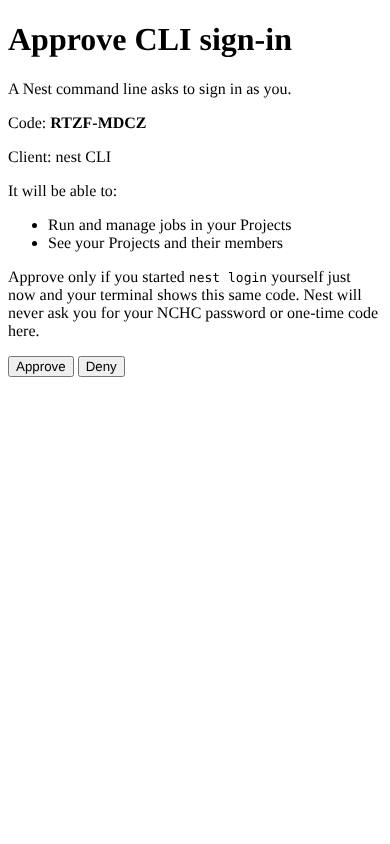 Approve CLI sign-in
A Nest command line asks to sign in as you.
Code: RTZF-MDCZ
Client: nest CLI
It will be able to:
• Run and manage jobs in your Projects
• See your Projects and their members
Approve only if you started nest login yourself just
now and your terminal shows this same code. Nest will
never ask you for your NCHC password or one-time code
here.
Approve Deny